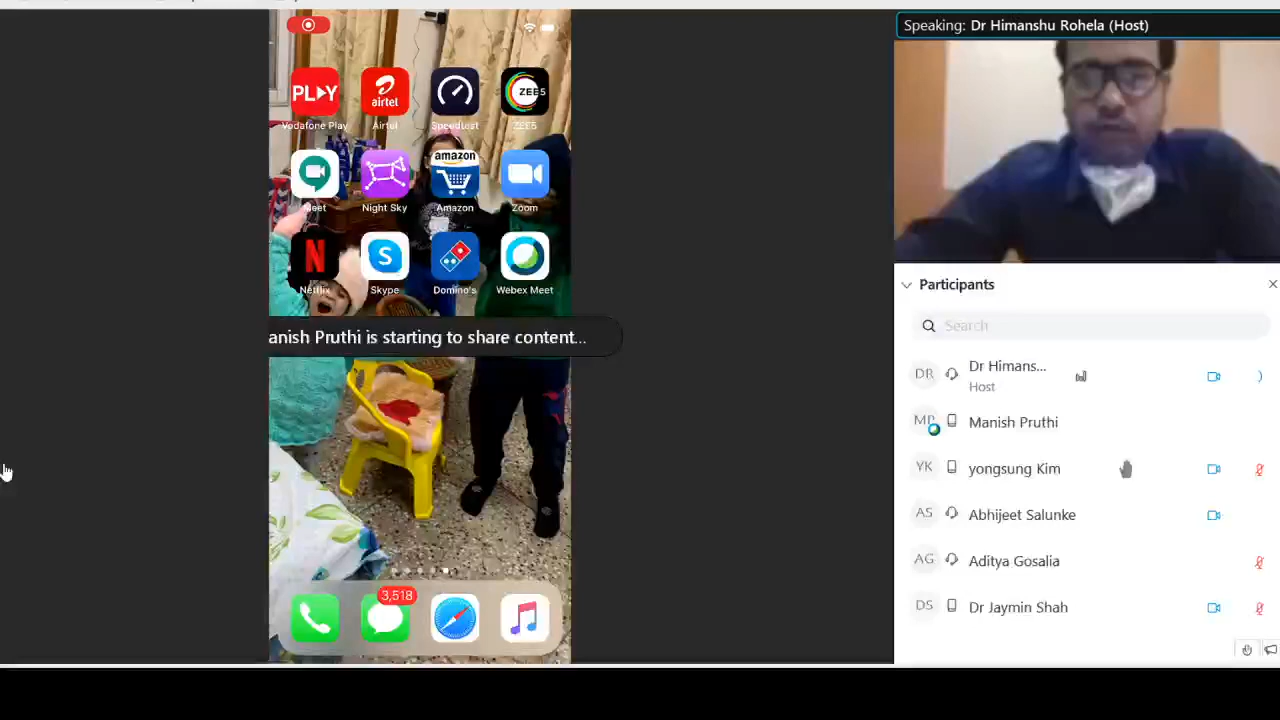 Speaking: Dr Himanshu Rohela (Host)
PLAY
airtel
ZEE5
Vodafone Play
Airtel
Speedtest
ZEE5
amazon
Meet
Night Sky
Amazon
Zoom
N
S
Netflix
Skype
Domino's
Webex Meet
anish Pruthi is starting to share content...
3,518
Participants
Search
DR
Dr Himans...
Host
MP
Manish Pruthi
YK
yongsung Kim
AS
Abhijeet Salunke
AG
Aditya Gosalia
DS
Dr Jaymin Shah